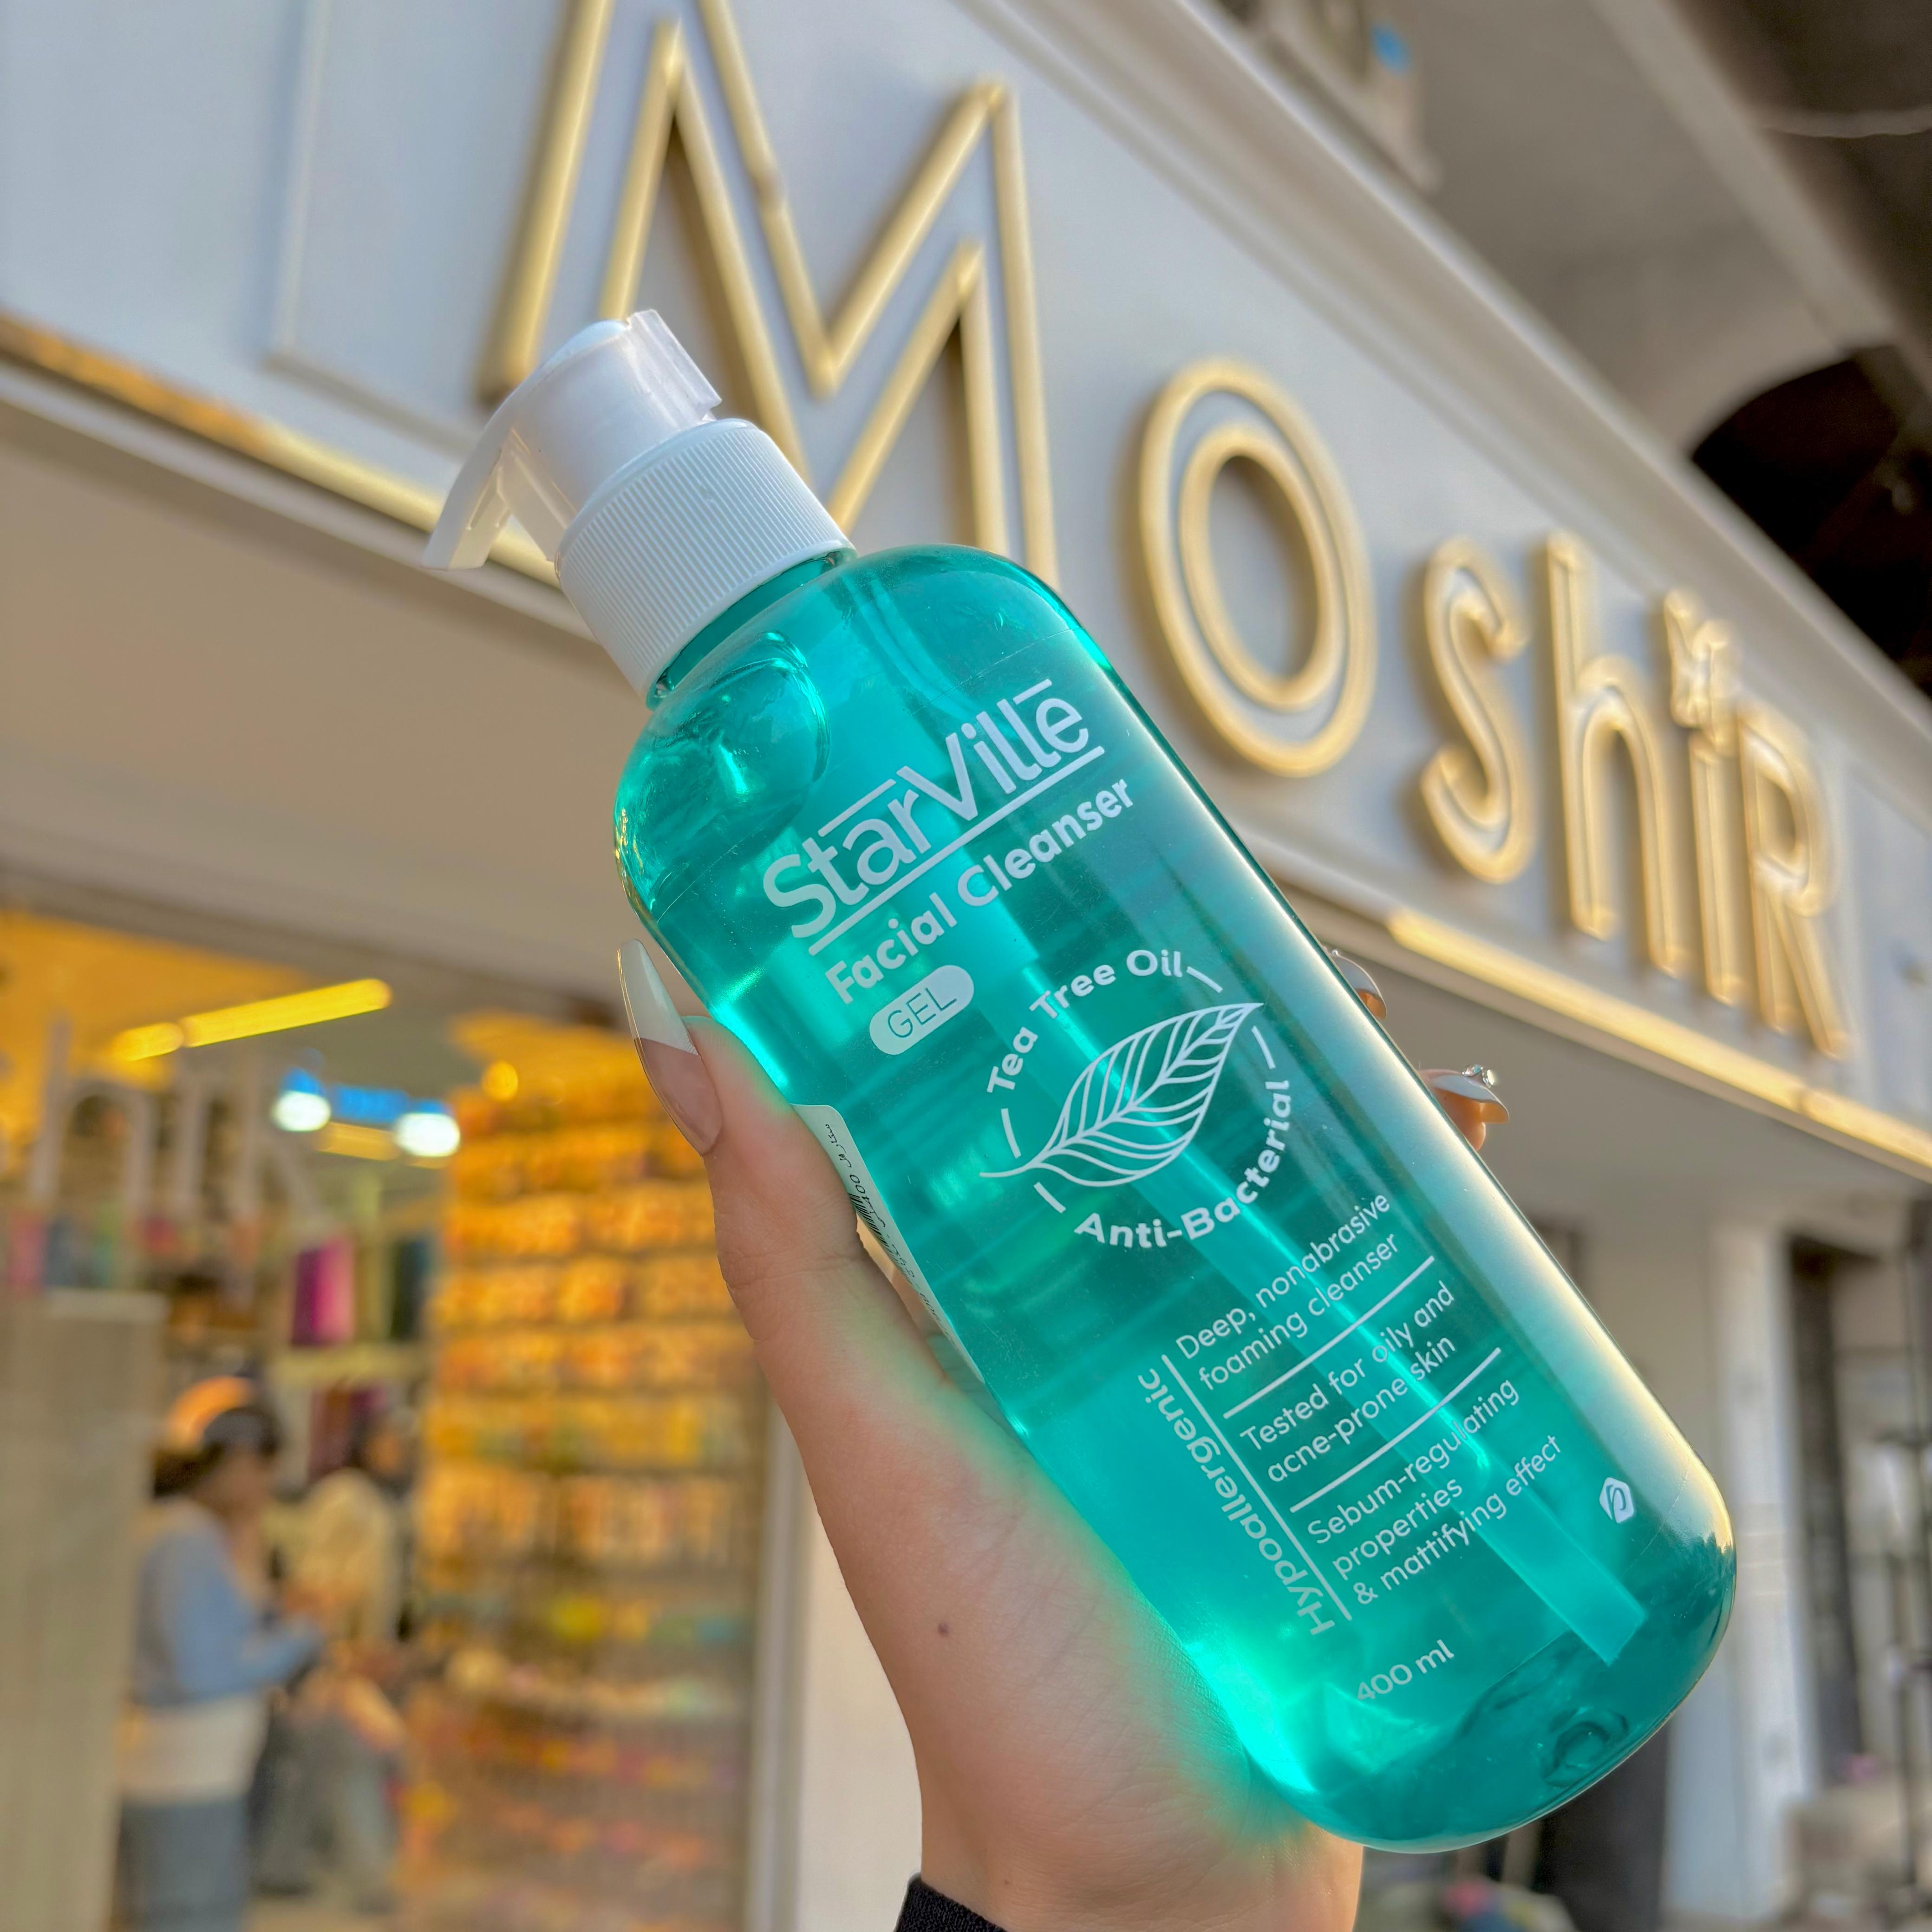 MOshiR
StarVille
Facial Cleanser
GEL
Tea Tree Oil
Anti-Bacterial
Hypoallergenic
Deep, nonabrasive
foaming cleanser
Tested for oily and
acne-prone skin
Sebum-regulating
properties
& mattifying effect
400 ml